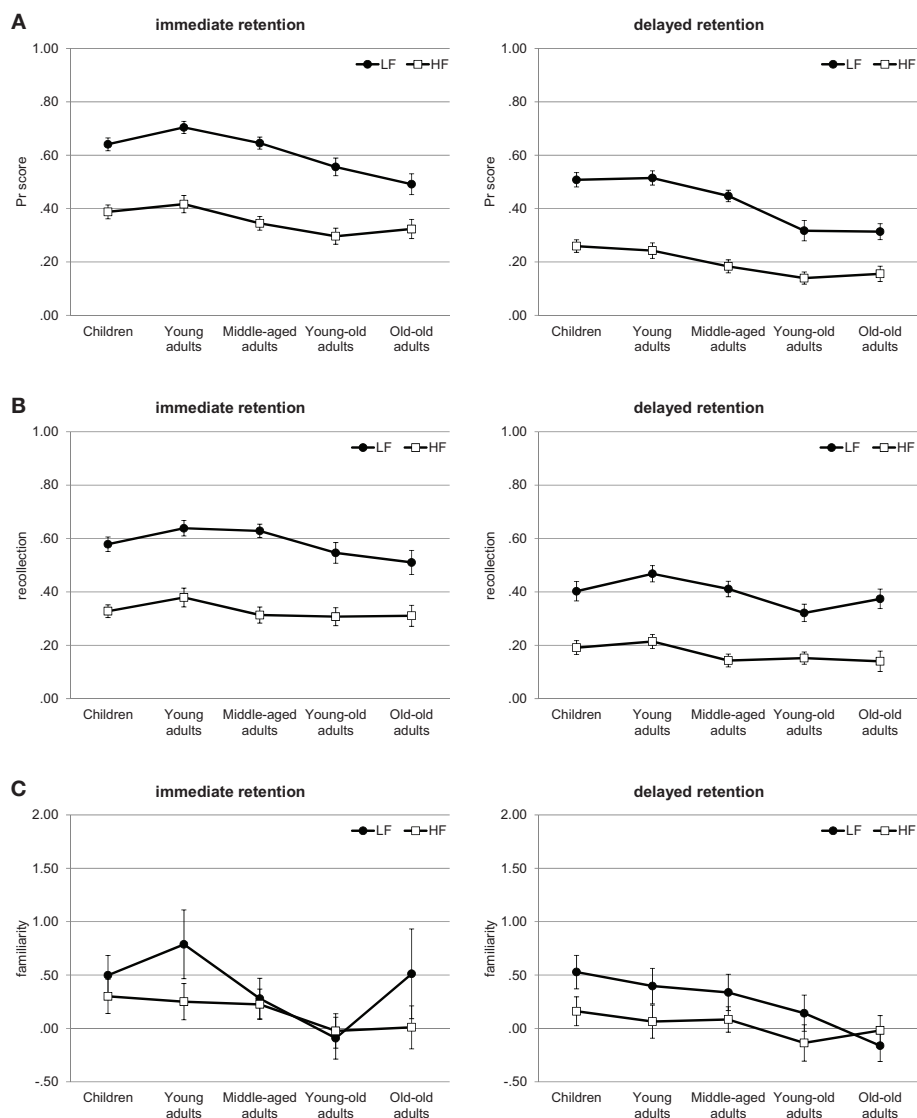 A
immediate retention
delayed retention
1.00
LF HF
.80
.60
.40
.20
.00
Pr score
Children
Young
adults
Middle-aged
adults
Young-old
adults
Old-old
adults
1.00
LF HF
.80
.60
.40
.20
.00
Pr score
Children
Young
adults
Middle-aged
adults
Young-old
adults
Old-old
adults
B
immediate retention
delayed retention
1.00
LF HF
.80
.60
.40
.20
.00
recollection
Children
Young
adults
Middle-aged
adults
Young-old
adults
Old-old
adults
1.00
LF HF
.80
.60
.40
.20
.00
recollection
Children
Young
adults
Middle-aged
adults
Young-old
adults
Old-old
adults
C
immediate retention
delayed retention
2.00
LF HF
1.50
1.00
.50
.00
-.50
familiarity
Children
Young
adults
Middle-aged
adults
Young-old
adults
Old-old
adults
2.00
LF HF
1.50
1.00
.50
.00
-.50
familiarity
Children
Young
adults
Middle-aged
adults
Young-old
adults
Old-old
adults